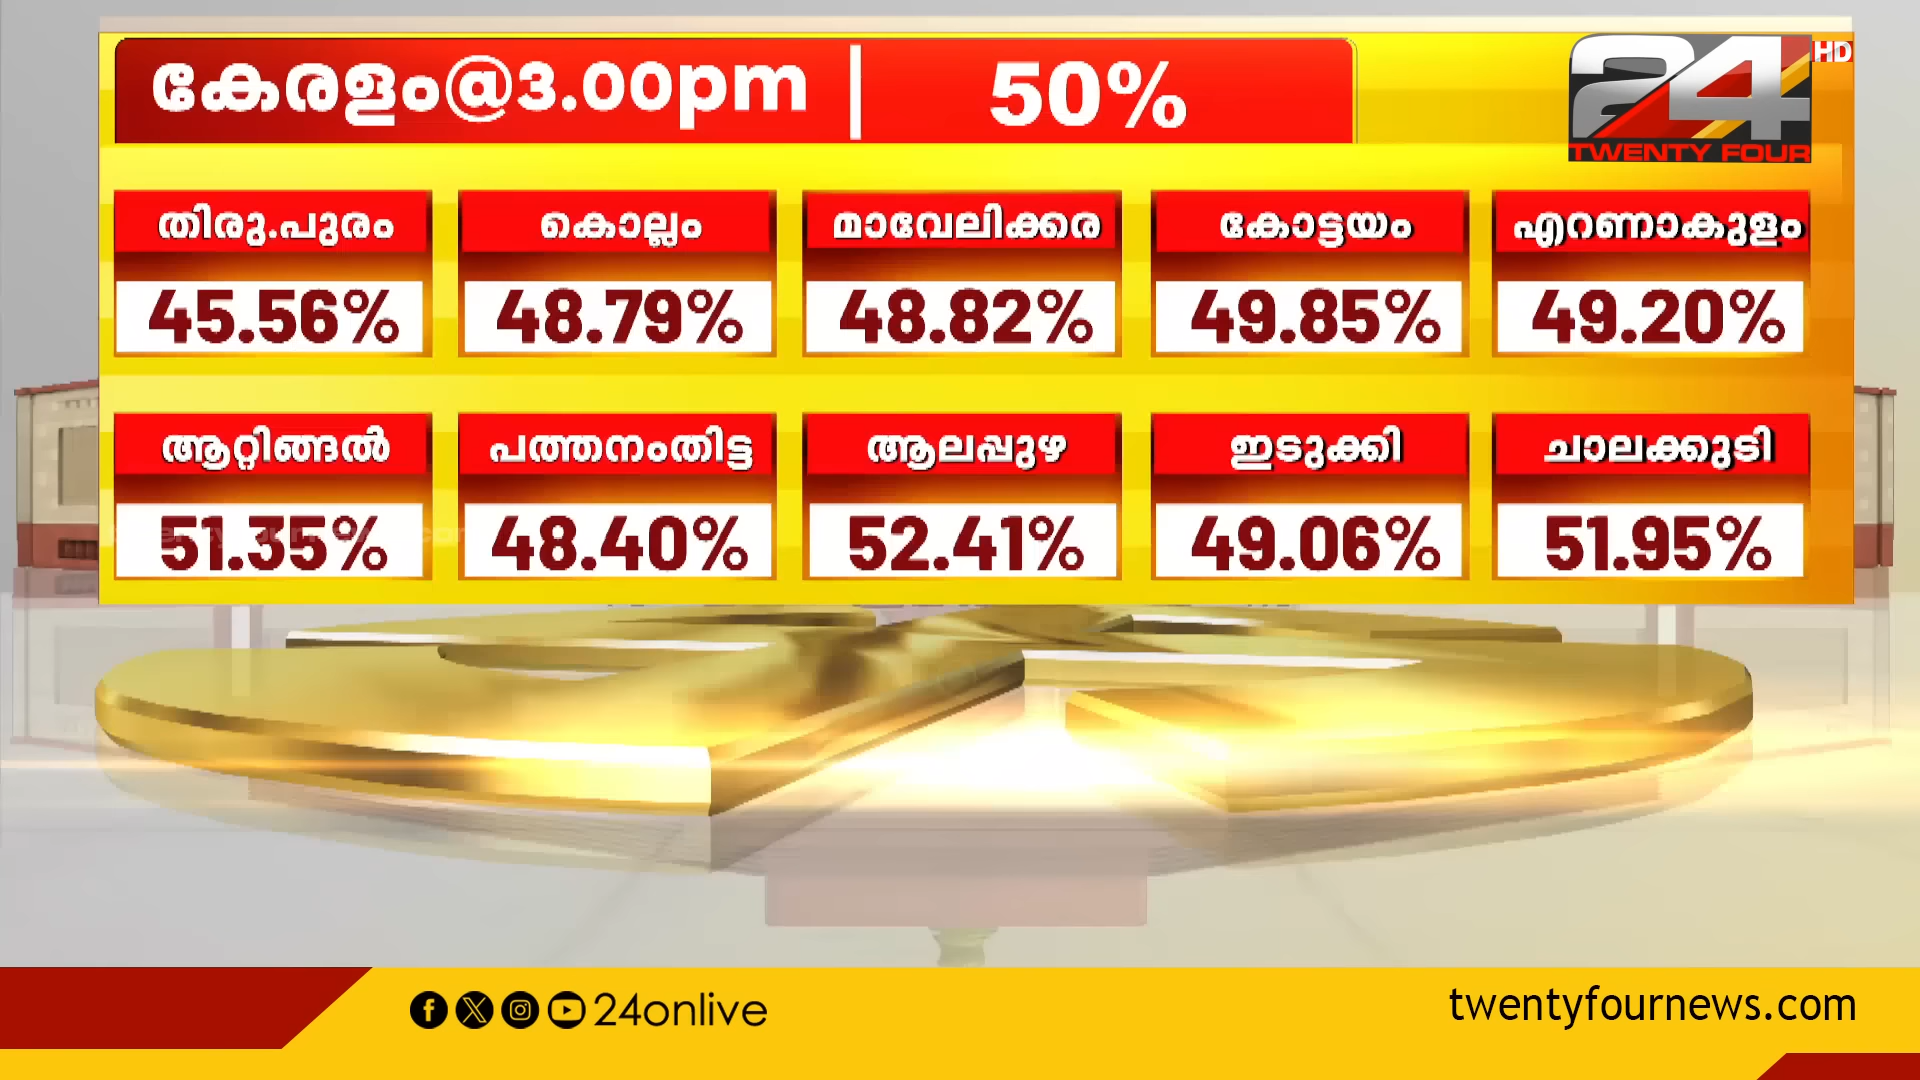 കേരളം@3.00pm | 50%
24 HD
TWENTY FOUR
തിരു.പുരം കൊല്ലം മാവേലിക്കര കോട്ടയം എറണാകുളം
45.56% 48.79% 48.82% 49.85% 49.20%
ആറ്റിങ്ങൽ പത്തനംതിട്ട ആലപ്പുഴ ഇടുക്കി ചാലക്കുടി
51.35% 48.40% 52.41% 49.06% 51.95%
24onlive
twentyfournews.com